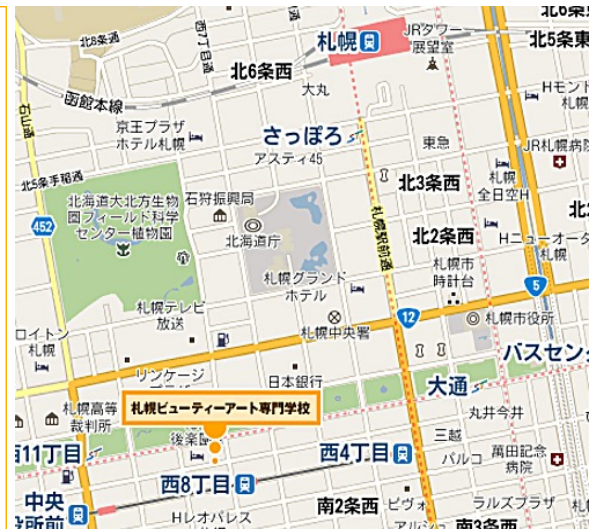 北6条東
北8条通
西7丁目通
札幌
JRタワー
展望室
北5条東
北6条西
大丸
函館本線
石山通
Hモント
札幌
京王プラザ
ホテル札幌
さっぽろ
アスティ45
東急
JR札幌病院
北5条手稲通
札幌
全日空H
北3条西
北海道大北方生物
圏フィールド科学
センター植物園
石狩振興局
452
北海道庁
札幌駅前通
北2条西
北2
Hニューオータ
札幌
札幌グランド
ホテル
札幌市
時計台
5
札幌テレビ
放送
12
札幌市役所
ロイトン
札幌
札幌中央署
バスセン
リンケージ
日本銀行
大通
札幌ビューティーアート専門学校
札幌高等
裁判所
丸井今井
後楽園
三越
西11丁目
西4丁目
パルコ
萬田記念
病院
西8丁目
中央
役所前
Hレオパレス
南2条西
ピヴォ
ラルズプラザ
札幌
アルシュ
南3条西